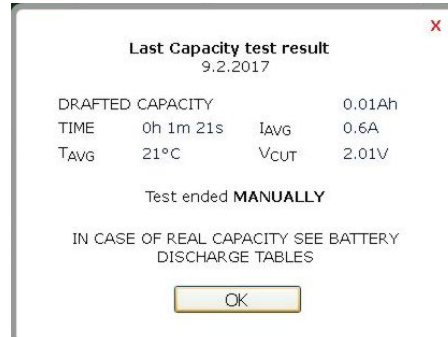 X
Last Capacity test result
9.2.2017
DRAFTED CAPACITY 0.01Ah
TIME 0h 1m 21s IAVG 0.6A
TAVG 21°C VCUT 2.01V
Test ended MANUALLY
IN CASE OF REAL CAPACITY SEE BATTERY
DISCHARGE TABLES
OK